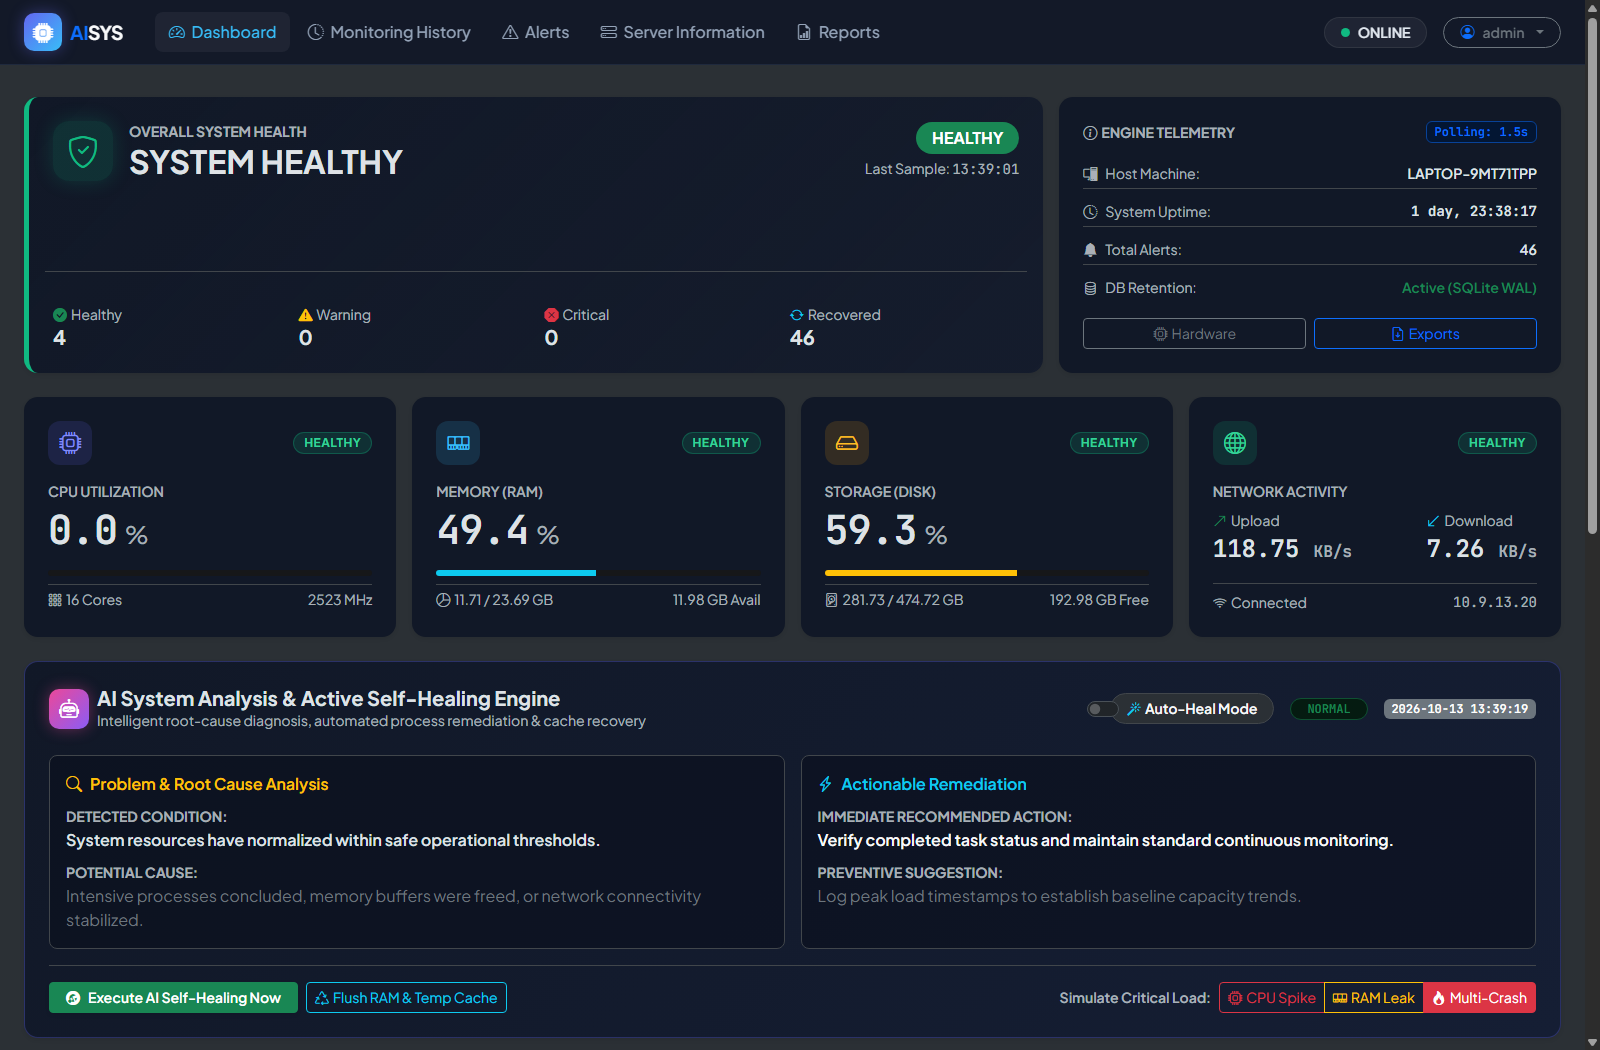 AISYS
Dashboard
Monitoring History
Alerts
Server Information
Reports
ONLINE
admin
OVERALL SYSTEM HEALTH
SYSTEM HEALTHY
HEALTHY
Last Sample: 13:39:01
Healthy
4
Warning
0
Critical
0
Recovered
46
ENGINE TELEMETRY
Polling: 1.5s
Host Machine:
LAPTOP-9MT71TPP
System Uptime:
1 day, 23:38:17
Total Alerts:
46
DB Retention:
Active (SQLite WAL)
Hardware
Exports
HEALTHY
CPU UTILIZATION
0.0 %
16 Cores
2523 MHz
HEALTHY
MEMORY (RAM)
49.4 %
11.71 / 23.69 GB
11.98 GB Avail
HEALTHY
STORAGE (DISK)
59.3 %
281.73 / 474.72 GB
192.98 GB Free
HEALTHY
NETWORK ACTIVITY
Upload
118.75 KB/s
Download
7.26 KB/s
Connected
10.9.13.20
AI System Analysis & Active Self-Healing Engine
Intelligent root-cause diagnosis, automated process remediation & cache recovery
Auto-Heal Mode
NORMAL
2026-10-13 13:39:19
Problem & Root Cause Analysis
DETECTED CONDITION:
System resources have normalized within safe operational thresholds.
POTENTIAL CAUSE:
Intensive processes concluded, memory buffers were freed, or network connectivity
stabilized.
Actionable Remediation
IMMEDIATE RECOMMENDED ACTION:
Verify completed task status and maintain standard continuous monitoring.
PREVENTIVE SUGGESTION:
Log peak load timestamps to establish baseline capacity trends.
Execute AI Self-Healing Now
Flush RAM & Temp Cache
Simulate Critical Load:
CPU Spike
RAM Leak
Multi-Crash